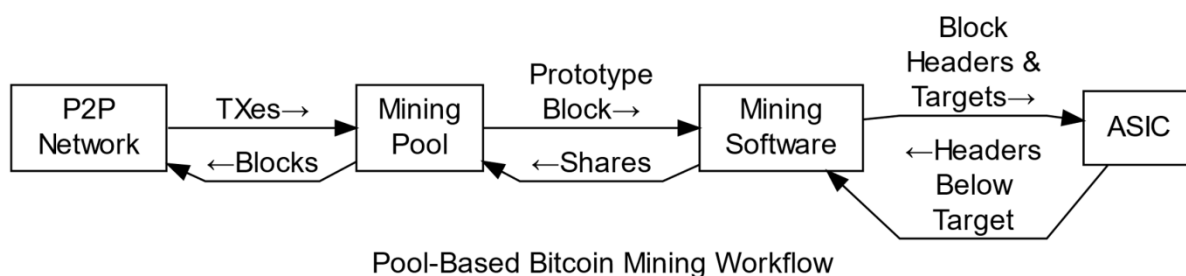 P2P
Network
TXes→
←Blocks
Mining
Pool
Prototype
Block→
←Shares
Mining
Software
Block
Headers &
Targets→
←Headers
Below
Target
ASIC
Pool-Based Bitcoin Mining Workflow